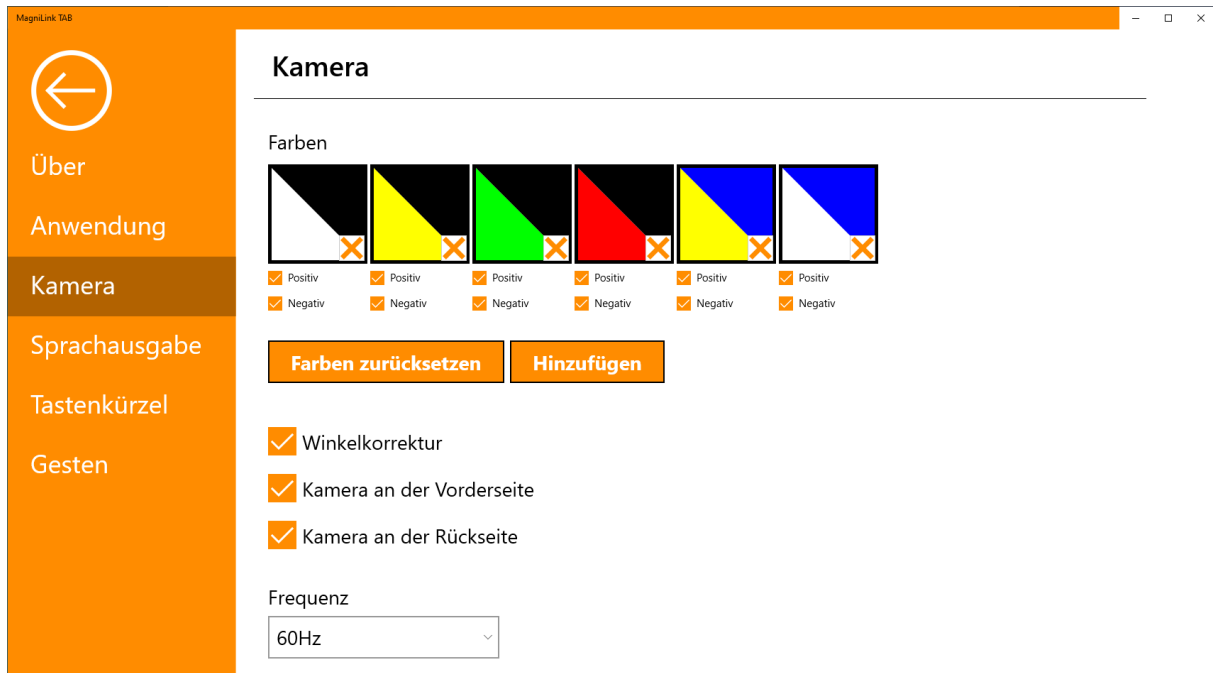 MagniLink TAB
Kamera
Über
Anwendung
Kamera
Sprachausgabe
Tastenkürzel
Gesten
Farben
Positiv Positiv Positiv Positiv Positiv Positiv
Negativ Negativ Negativ Negativ Negativ Negativ
Farben zurücksetzen Hinzufügen
Winkelkorrektur
Kamera an der Vorderseite
Kamera an der Rückseite
Frequenz
60Hz